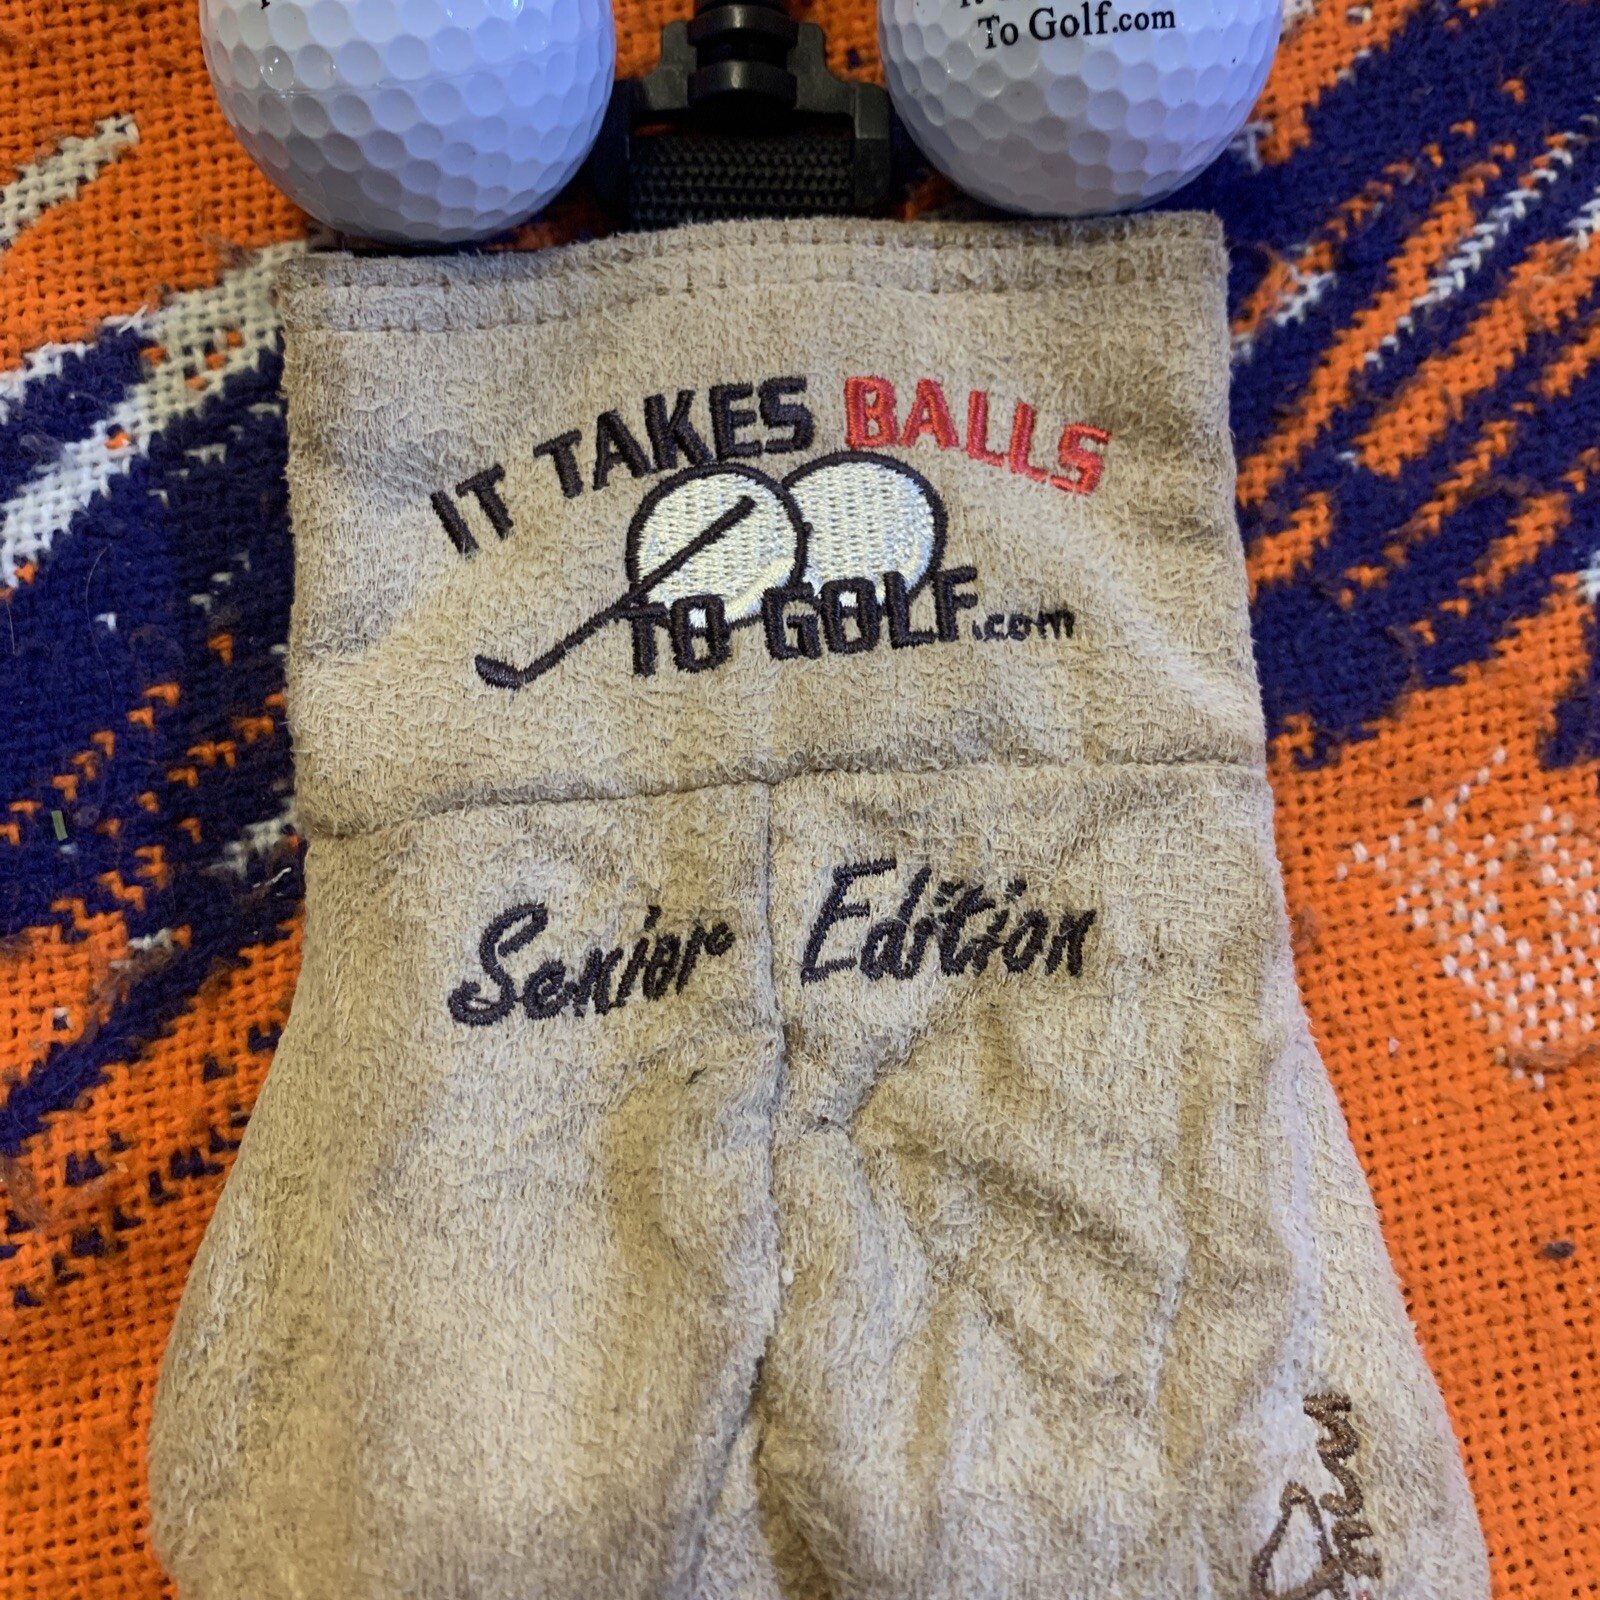 To Golf.com
IT TAKES BALLS
TO GOLF.com
Senior Edition